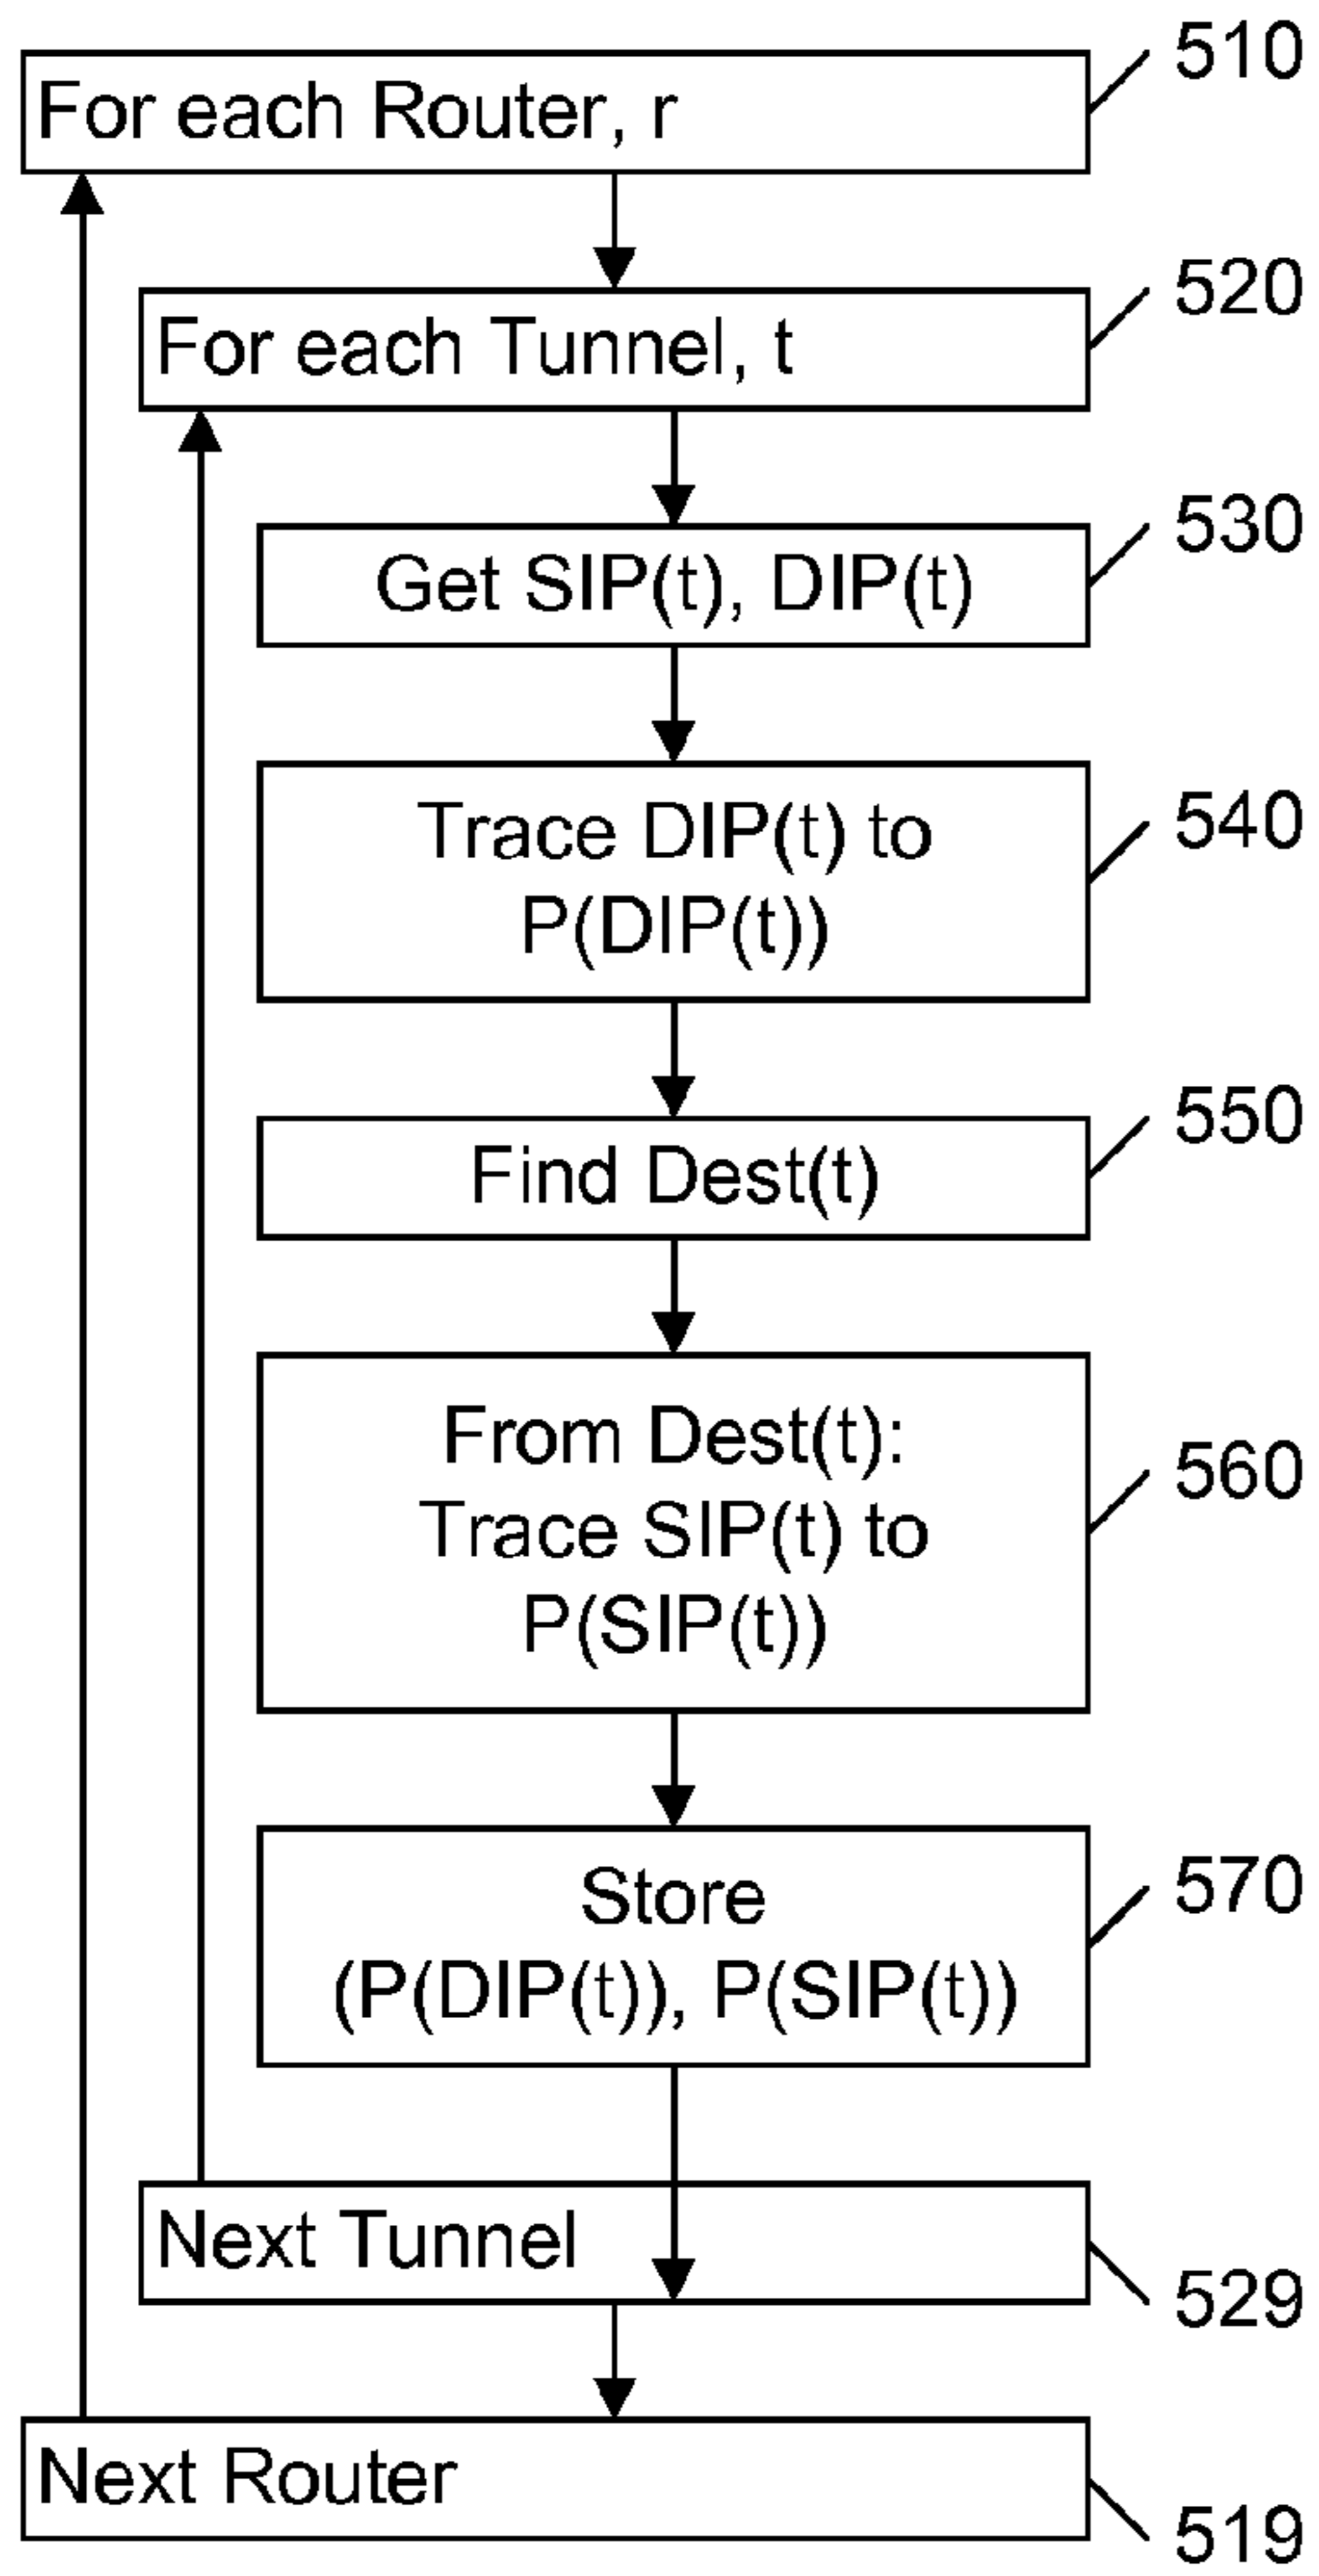 For each Router, r
510
For each Tunnel, t
520
Get SIP(t), DIP(t)
530
Trace DIP(t) to
P(DIP(t))
540
Find Dest(t)
550
From Dest(t):
Trace SIP(t) to
P(SIP(t))
560
Store
(P(DIP(t)), P(SIP(t))
570
Next Tunnel
529
Next Router
519